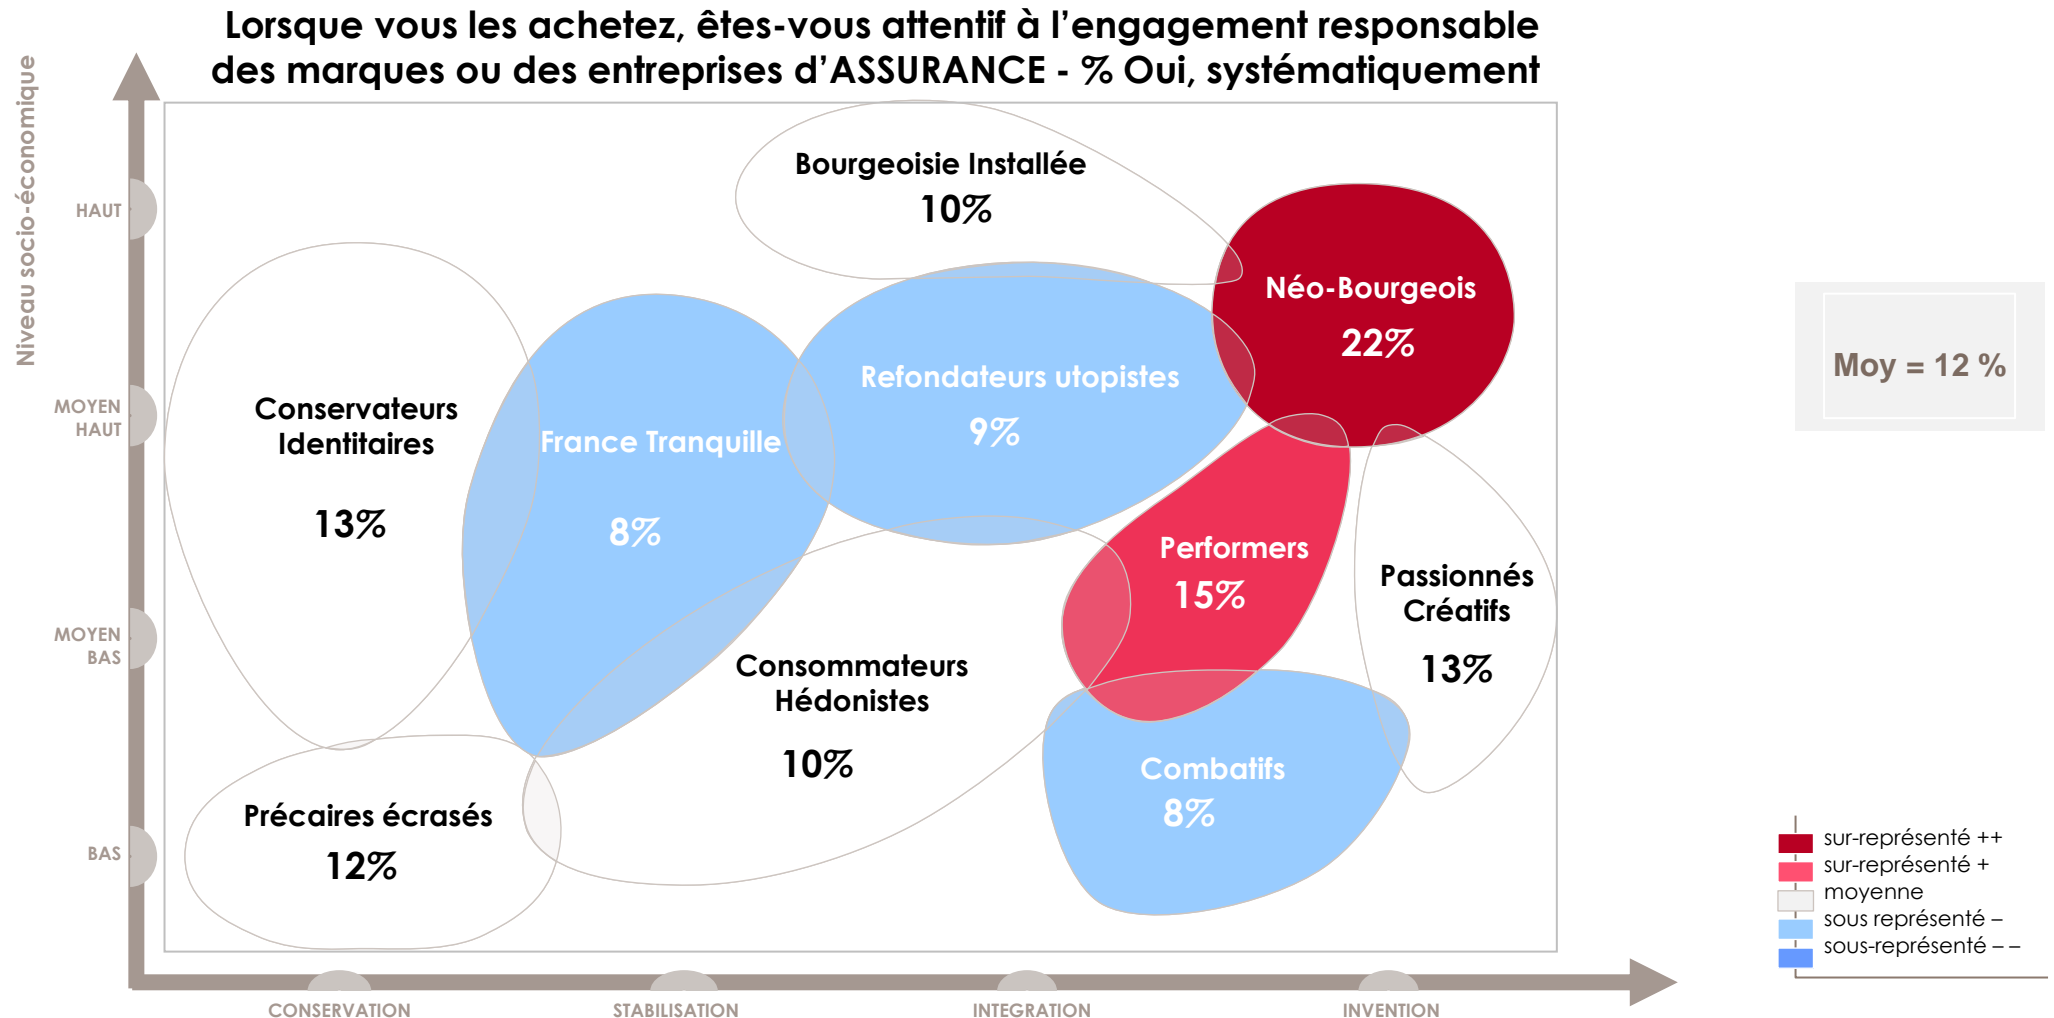 Lorsque vous les achetez, êtes-vous attentif à l’engagement responsable
des marques ou des entreprises d’ASSURANCE - % Oui, systématiquement
Niveau socio-économique
HAUT
MOYEN
HAUT
MOYEN
BAS
BAS
Bourgeoisie Installée
10%
Néo-Bourgeois
22%
Refondateurs utopistes
9%
Conservateurs
Identitaires
13%
France Tranquille
8%
Performers
15%
Passionnés
Créatifs
13%
Consommateurs
Hédonistes
10%
Combatifs
8%
Précaires écrasés
12%
CONSERVATION
STABILISATION
INTEGRATION
INVENTION
Moy = 12 %
sur-représenté ++
sur-représenté +
moyenne
sous représenté –
sous-représenté – –